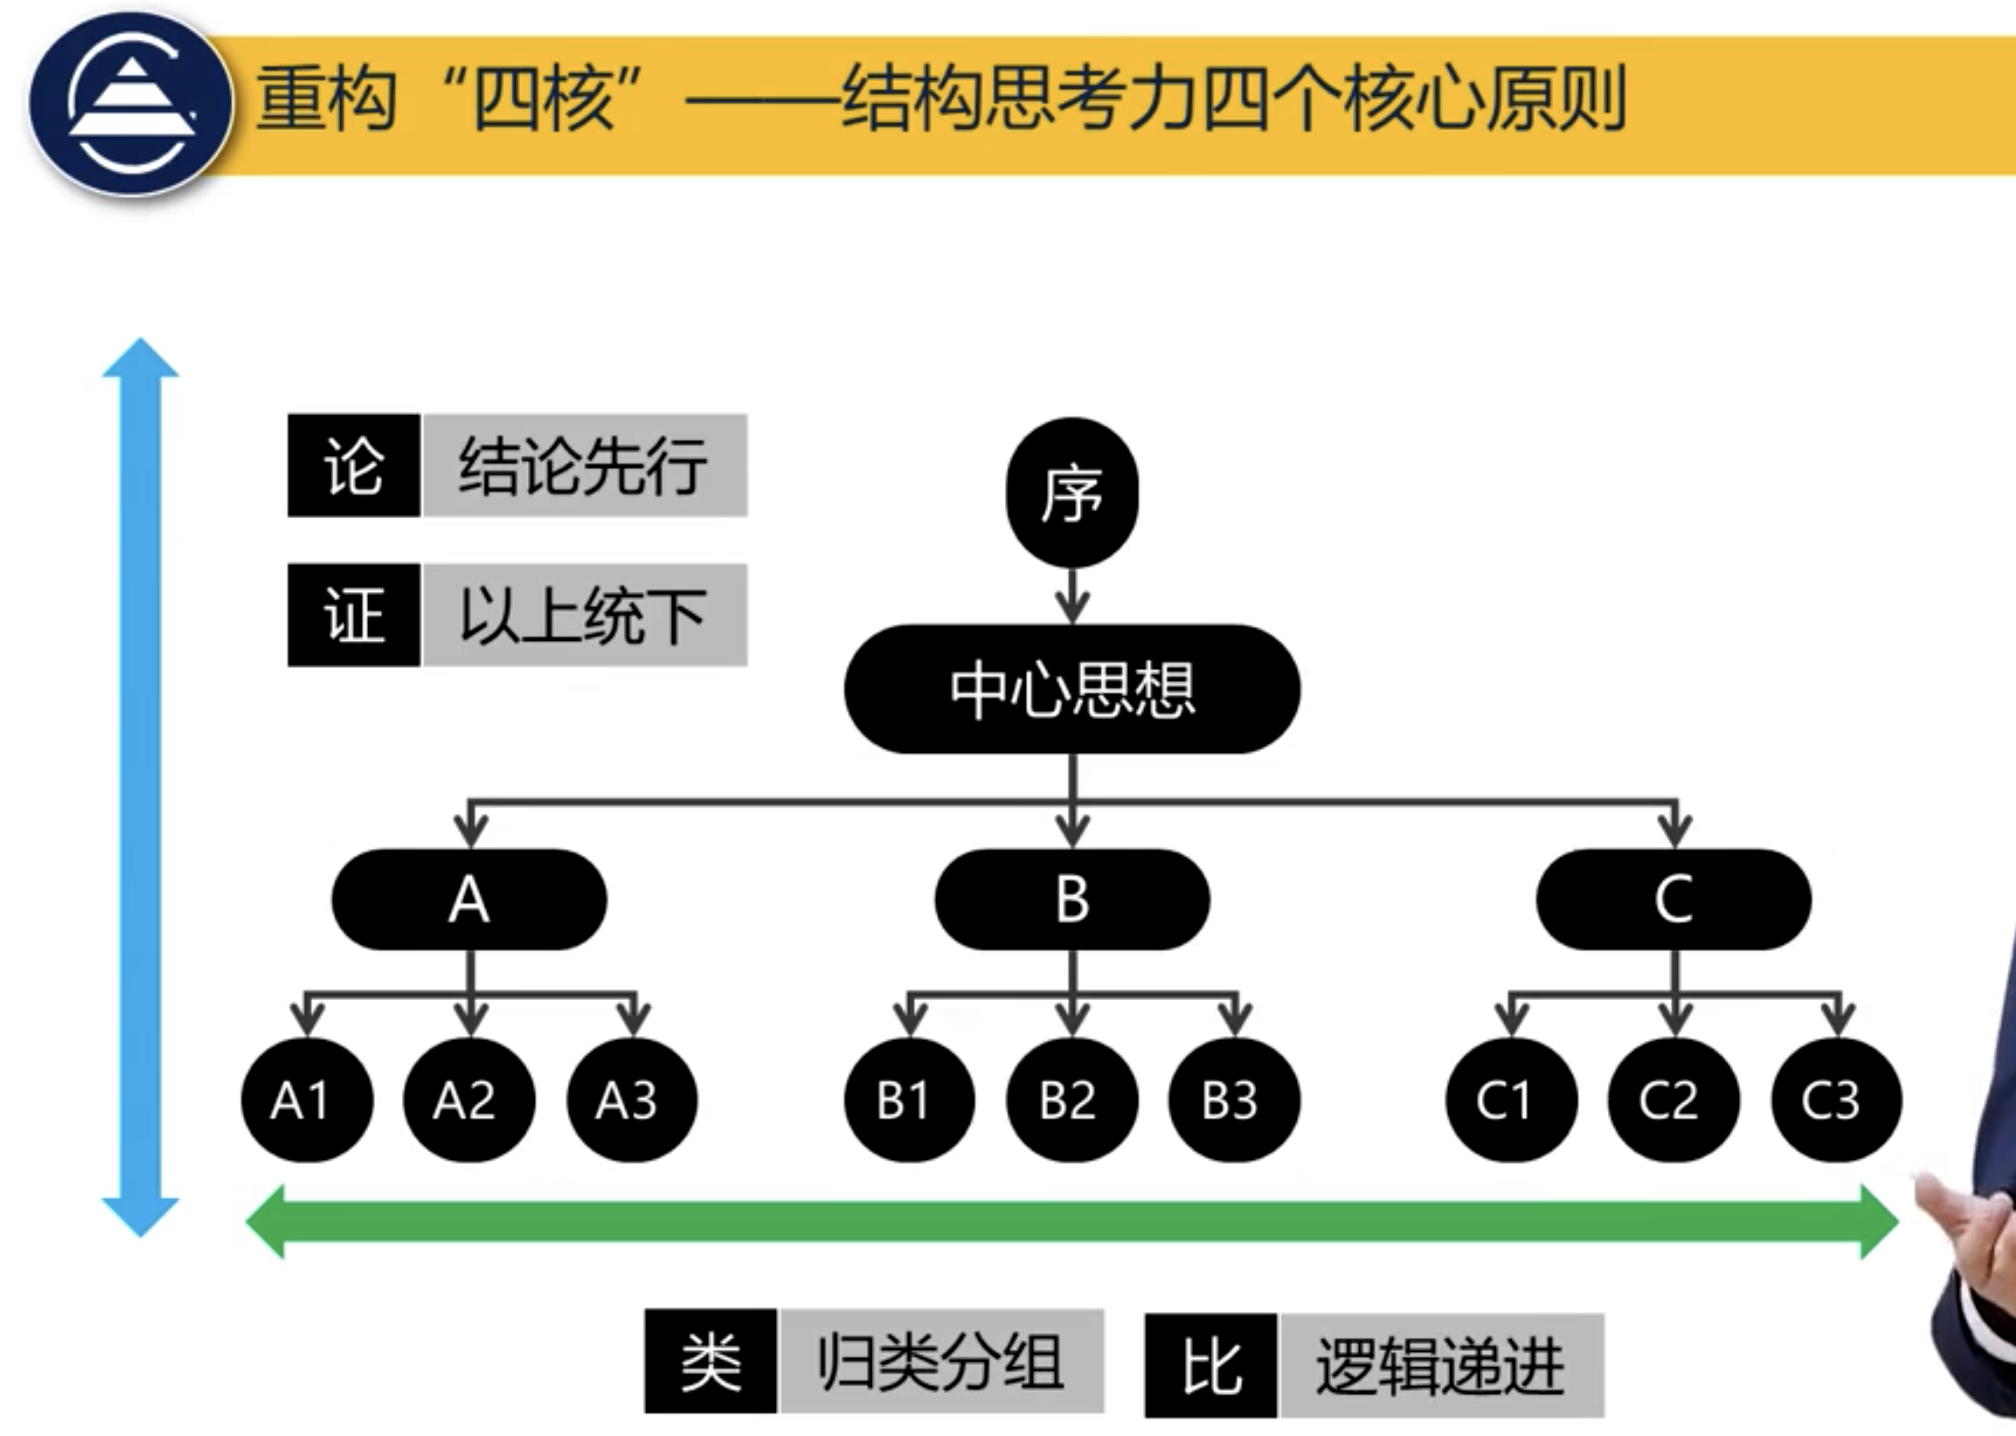 重构“四核”——结构思考力四个核心原则
论 结论先行
证 以上统下
序
中心思想
A B C
A1 A2 A3 B1 B2 B3 C1 C2 C3
类 归类分组 比 逻辑递进